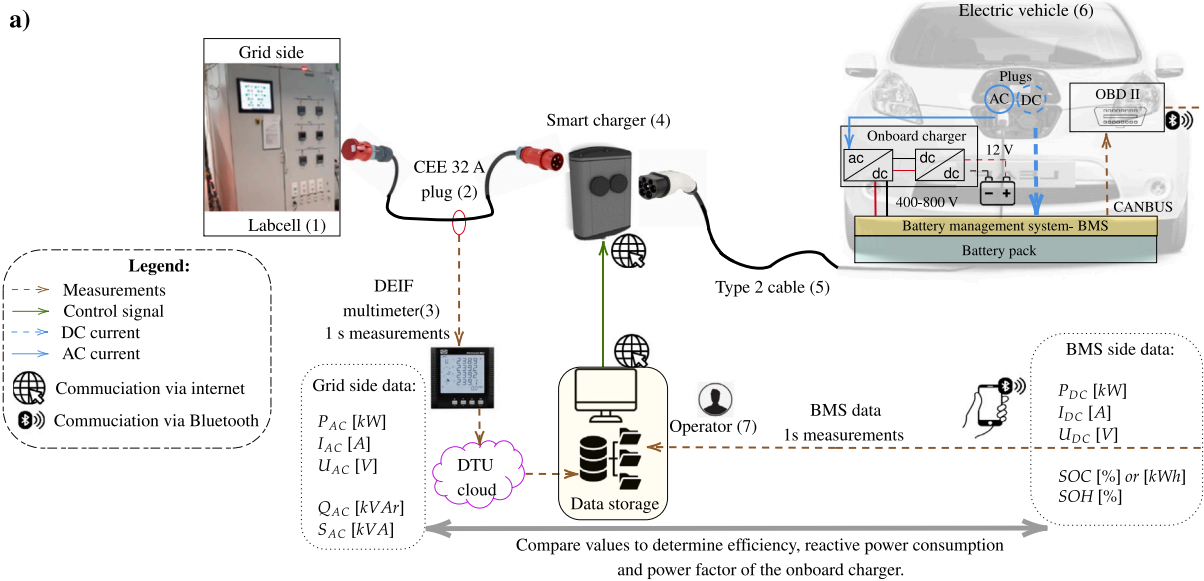 a)
Grid side
Labcell (1)
CEE 32 A
plug (2)
Smart charger (4)
Electric vehicle (6)
Plugs
AC
DC
OBD II
Onboard charger
ac
dc
dc
dc
12 V
400-800 V
CANBUS
Battery management system- BMS
Battery pack
Type 2 cable (5)
Legend:
Measurements
Control signal
DC current
AC current
Commuciation via internet
Commuciation via Bluetooth
DEIF
multimeter(3)
1 s measurements
Grid side data:
P_AC [kW]
I_AC [A]
U_AC [V]
Q_AC [kVAr]
S_AC [kVA]
DTU
cloud
Data storage
Operator (7)
BMS data
1s measurements
BMS side data:
P_DC [kW]
I_DC [A]
U_DC [V]
SOC [%] or [kWh]
SOH [%]
Compare values to determine efficiency, reactive power consumption
and power factor of the onboard charger.